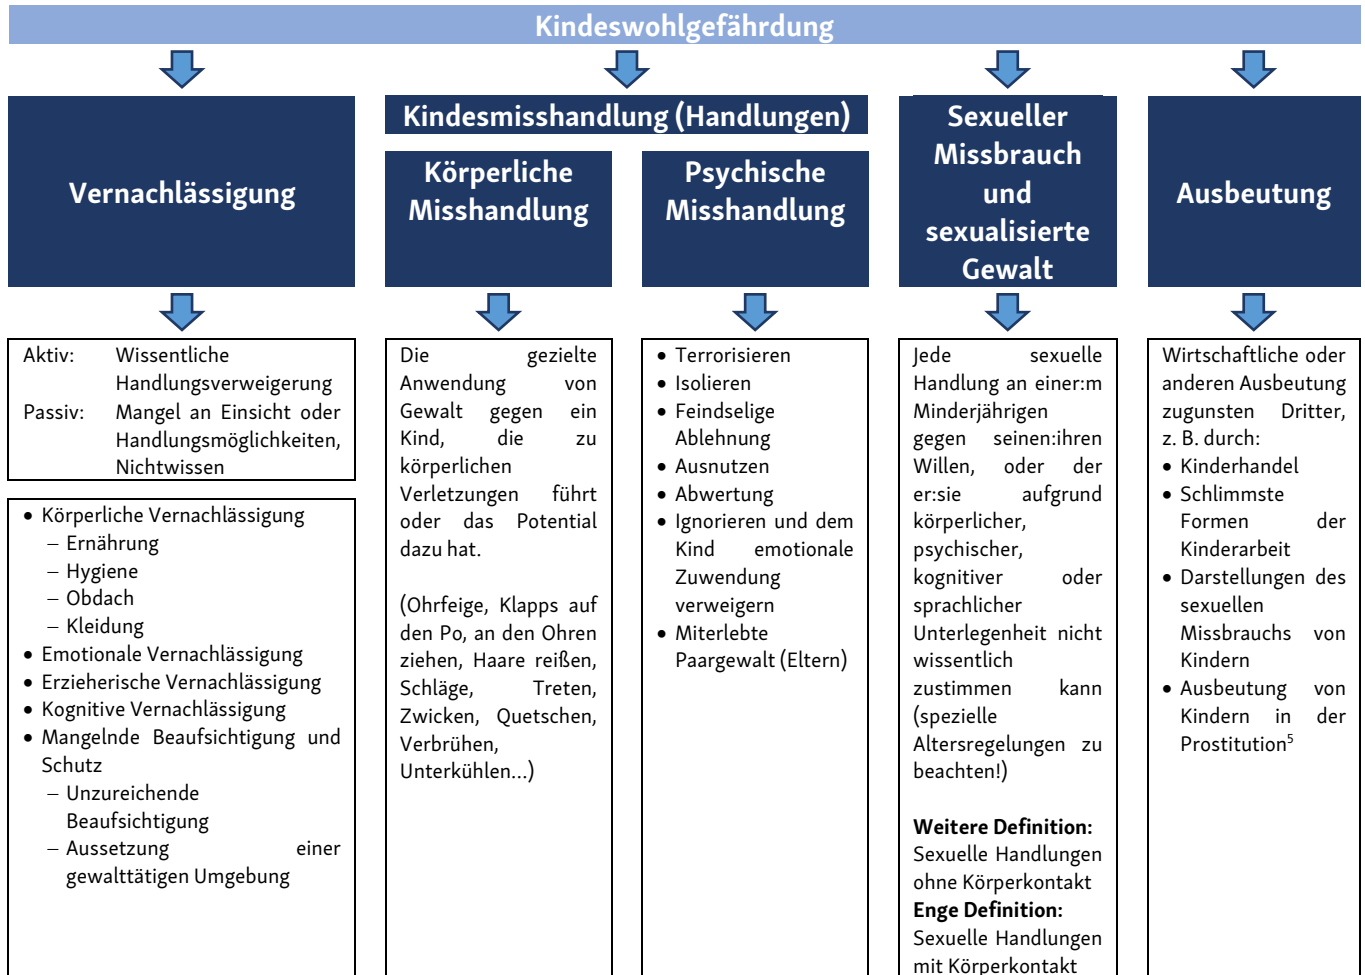 Kindeswohlgefährdung
Vernachlässigung
Aktiv: Wissentliche
Handlungsverweigerung
Passiv: Mangel an Einsicht oder
Handlungsmöglichkeiten,
Nichtwissen
• Körperliche Vernachlässigung
– Ernährung
– Hygiene
– Obdach
– Kleidung
• Emotionale Vernachlässigung
• Erzieherische Vernachlässigung
• Kognitive Vernachlässigung
• Mangelnde Beaufsichtigung und
Schutz
– Unzureichende
Beaufsichtigung
– Aussetzung einer
gewalttätigen Umgebung
Kindesmisshandlung (Handlungen)
Körperliche
Misshandlung
Die gezielte
Anwendung von
Gewalt gegen ein
Kind, die zu
körperlichen
Verletzungen führt
oder das Potential
dazu hat.
(Ohrfeige, Klapps auf
den Po, an den Ohren
ziehen, Haare reißen,
Schläge, Treten,
Zwicken, Quetschen,
Verbrühen,
Unterkühlen...)
Psychische
Misshandlung
• Terrorisieren
• Isolieren
• Feindselige
Ablehnung
• Ausnutzen
• Abwertung
• Ignorieren und dem
Kind emotionale
Zuwendung
verweigern
• Miterlebte
Paargewalt (Eltern)
Sexueller
Missbrauch
und
sexualisierte
Gewalt
Jede sexuelle
Handlung an einer:m
Minderjährigen
gegen seinen:ihren
Willen, oder der
er:sie aufgrund
körperlicher,
psychischer,
kognitiver oder
sprachlicher
Unterlegenheit nicht
wissentlich
zustimmen kann
(spezielle
Altersregelungen zu
beachten!)
Weitere Definition:
Sexuelle Handlungen
ohne Körperkontakt
Enge Definition:
Sexuelle Handlungen
mit Körperkontakt
Ausbeutung
Wirtschaftliche oder
anderen Ausbeutung
zugunsten Dritter,
z. B. durch:
• Kinderhandel
• Schlimmste
Formen der
Kinderarbeit
• Darstellungen des
sexuellen
Missbrauchs von
Kindern
• Ausbeutung von
Kindern in der
Prostitution⁵